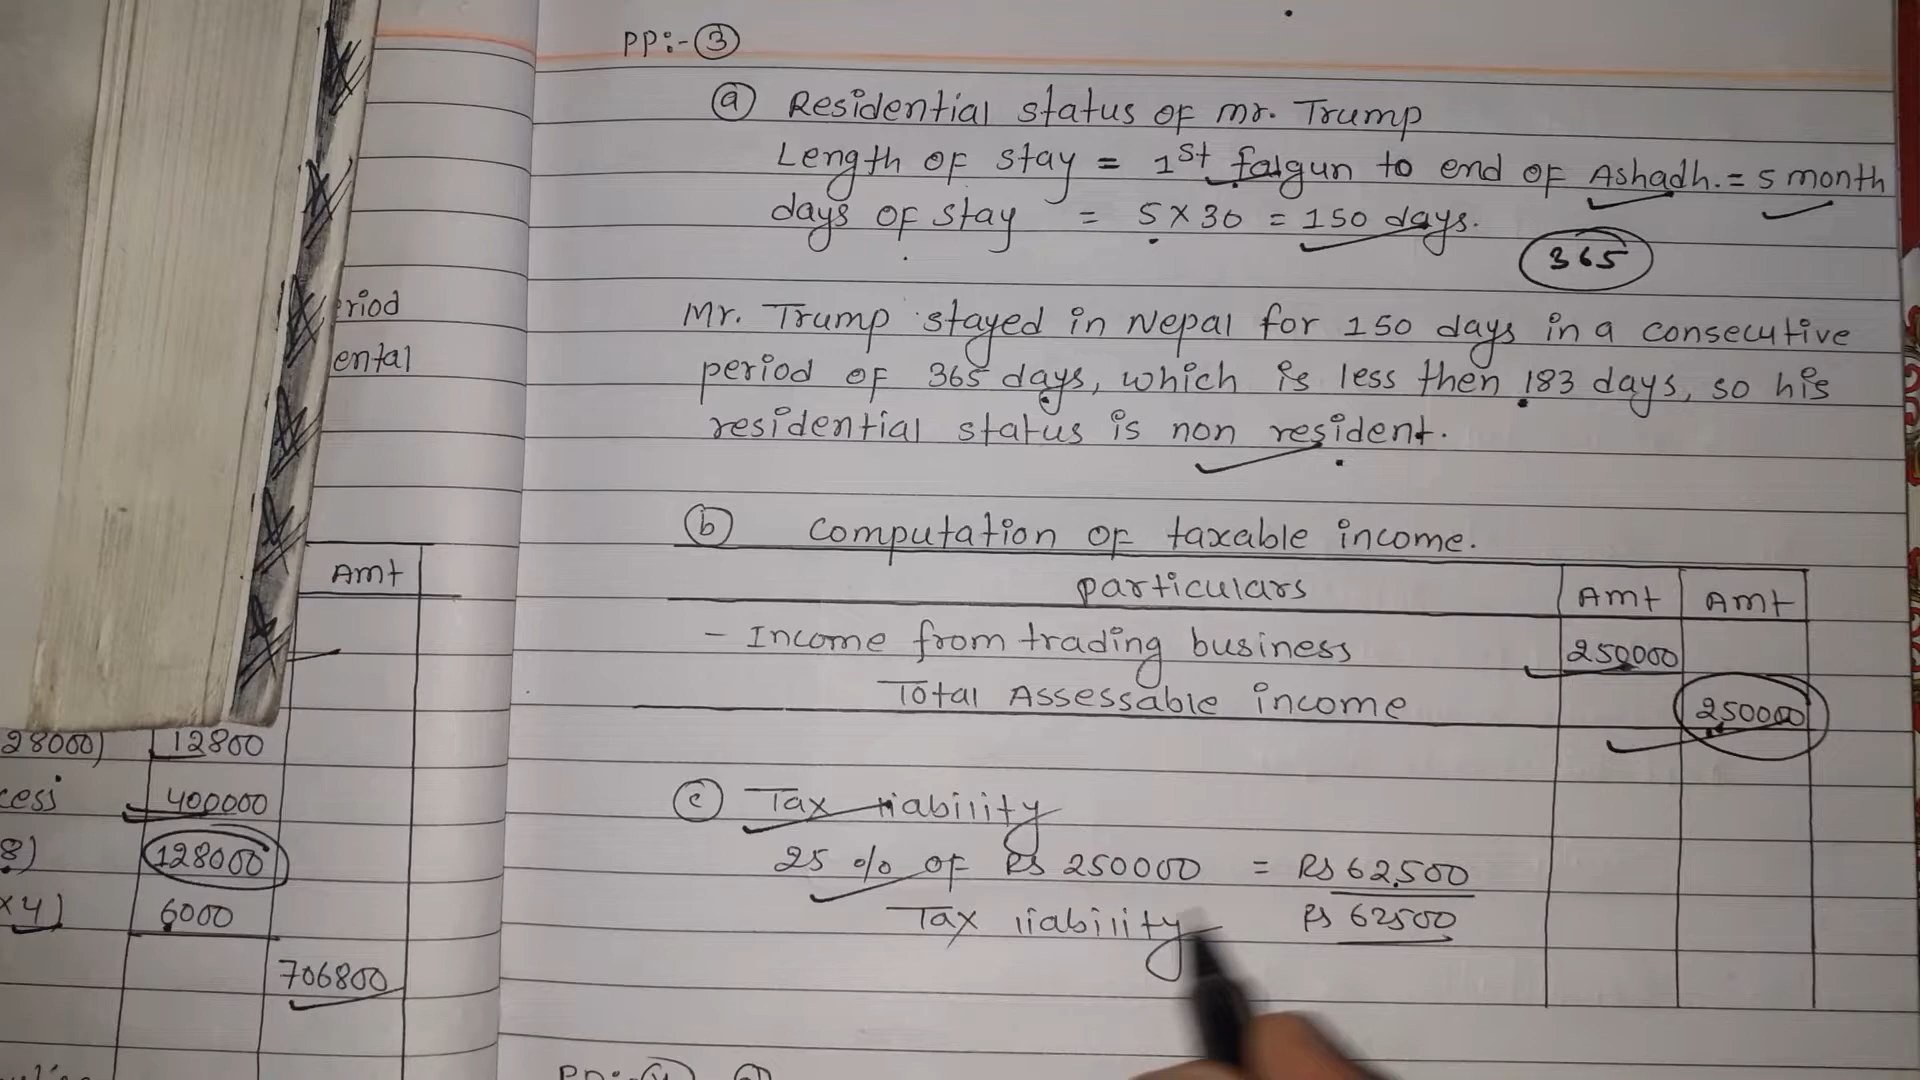 PP:- 3
a Residential status of mr. Trump
Length of stay = 1st falgun to end of Ashadh. = 5 month
days of stay = 5 × 30 = 150 days.
365
Mr. Trump stayed in Nepal for 150 days in a consecutive
period of 365 days, which is less then 183 days, so his
residential status is non resident.
b Computation of taxable income.
particulars Amt Amt
- Income from trading business 250000
Total Assessable income 250000
c Tax liability
25 % of Rs 250000 = Rs 62,500
Tax liability Rs 62500
riod
ental
Amt
28000) 12800
cess 400000
8) 128000
×4) 6000
706800